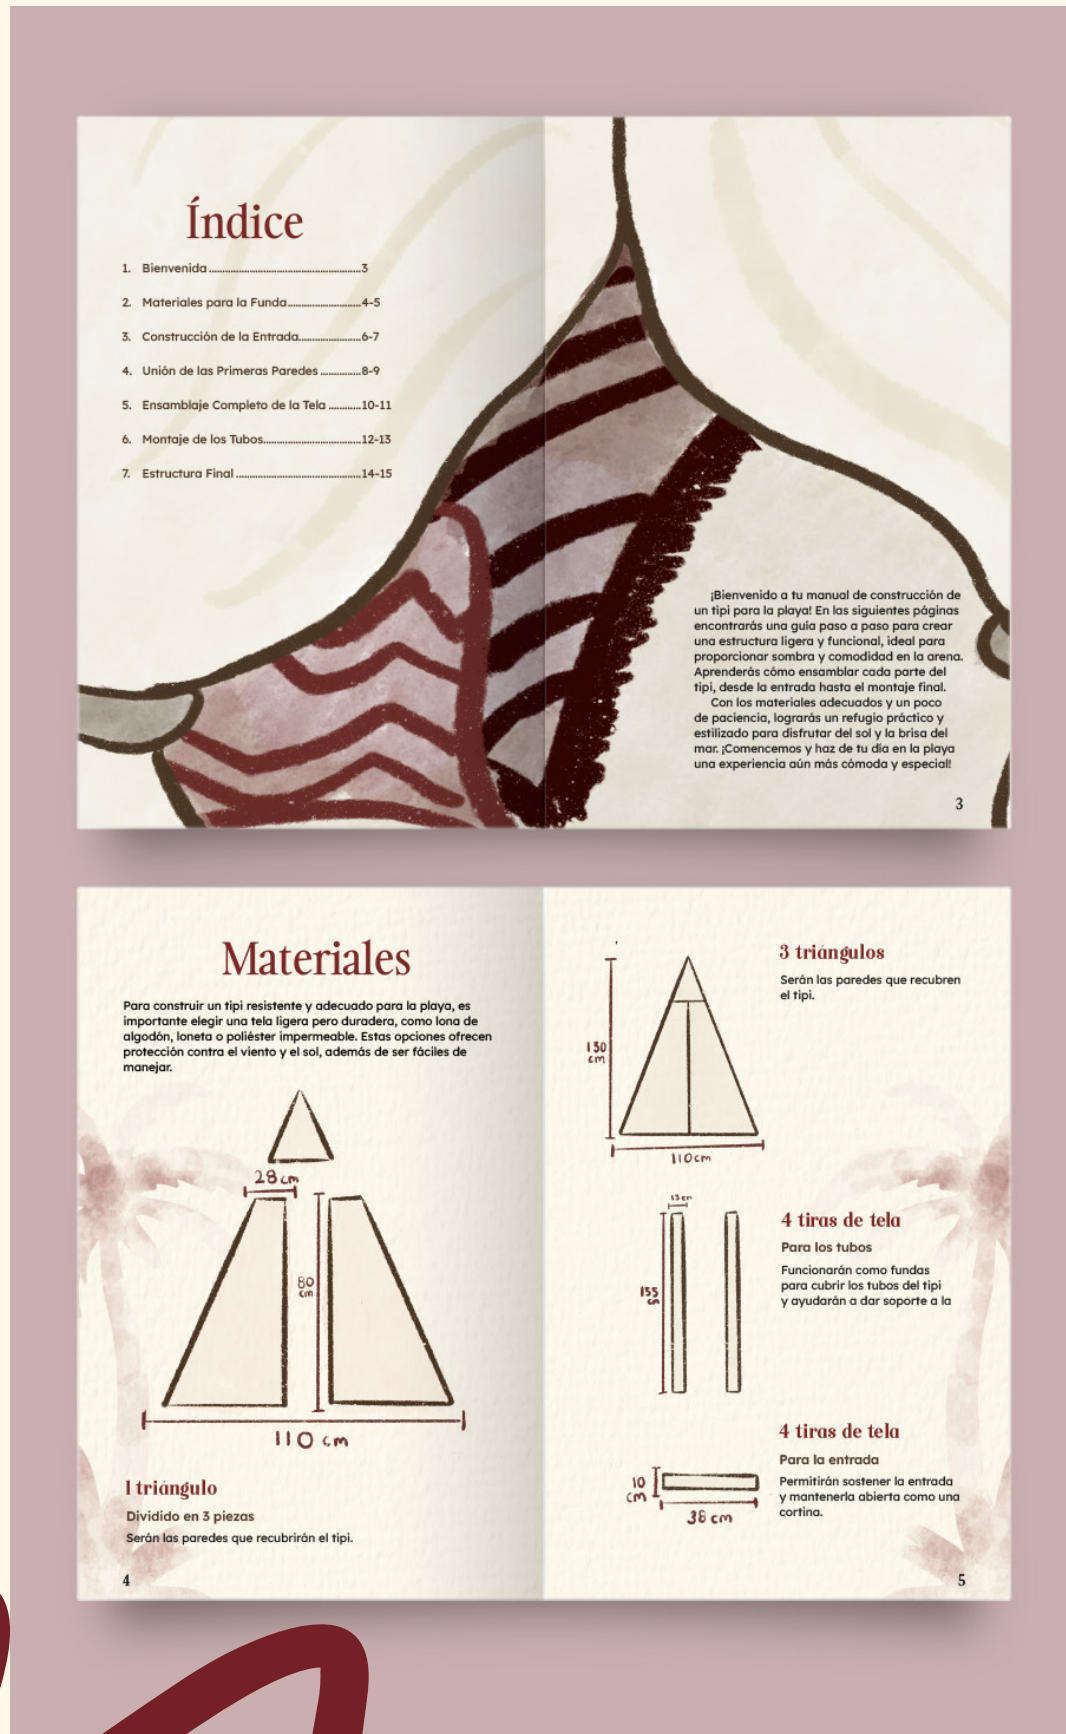 Índice
1. Bienvenida ........................................................3
2. Materiales para la Funda...........................4-5
3. Construcción de la Entrada.......................6-7
4. Unión de las Primeras Paredes ...............8-9
5. Ensamblaje Completo de la Tela ............10-11
6. Montaje de los Tubos....................................12-13
7. Estructura Final ..............................................14-15
¡Bienvenido a tu manual de construcción de
un tipi para la playa! En las siguientes páginas
encontrarás una guía paso a paso para crear
una estructura ligera y funcional, ideal para
proporcionar sombra y comodidad en la arena.
Aprenderás cómo ensamblar cada parte del
tipi, desde la entrada hasta el montaje final.
Con los materiales adecuados y un poco
de paciencia, lograrás un refugio práctico y
estilizado para disfrutar del sol y la brisa del
mar. ¡Comencemos y haz de tu día en la playa
una experiencia aún más cómoda y especial!
3
Materiales
Para construir un tipi resistente y adecuado para la playa, es
importante elegir una tela ligera pero duradera, como lona de
algodón, loneta o poliéster impermeable. Estas opciones ofrecen
protección contra el viento y el sol, además de ser fáciles de
manejar.
28 cm
80
cm
110 cm
1 triángulo
Dividido en 3 piezas
Serán las paredes que recubrirán el tipi.
4
3 triángulos
Serán las paredes que recubren
el tipi.
130
cm
110cm
4 tiras de tela
Para los tubos
Funcionarán como fundas
para cubrir los tubos del tipi
y ayudarán a dar soporte a la
13cm
155
cm
4 tiras de tela
Para la entrada
Permitirán sostener la entrada
y mantenerla abierta como una
cortina.
10
cm
38 cm
5